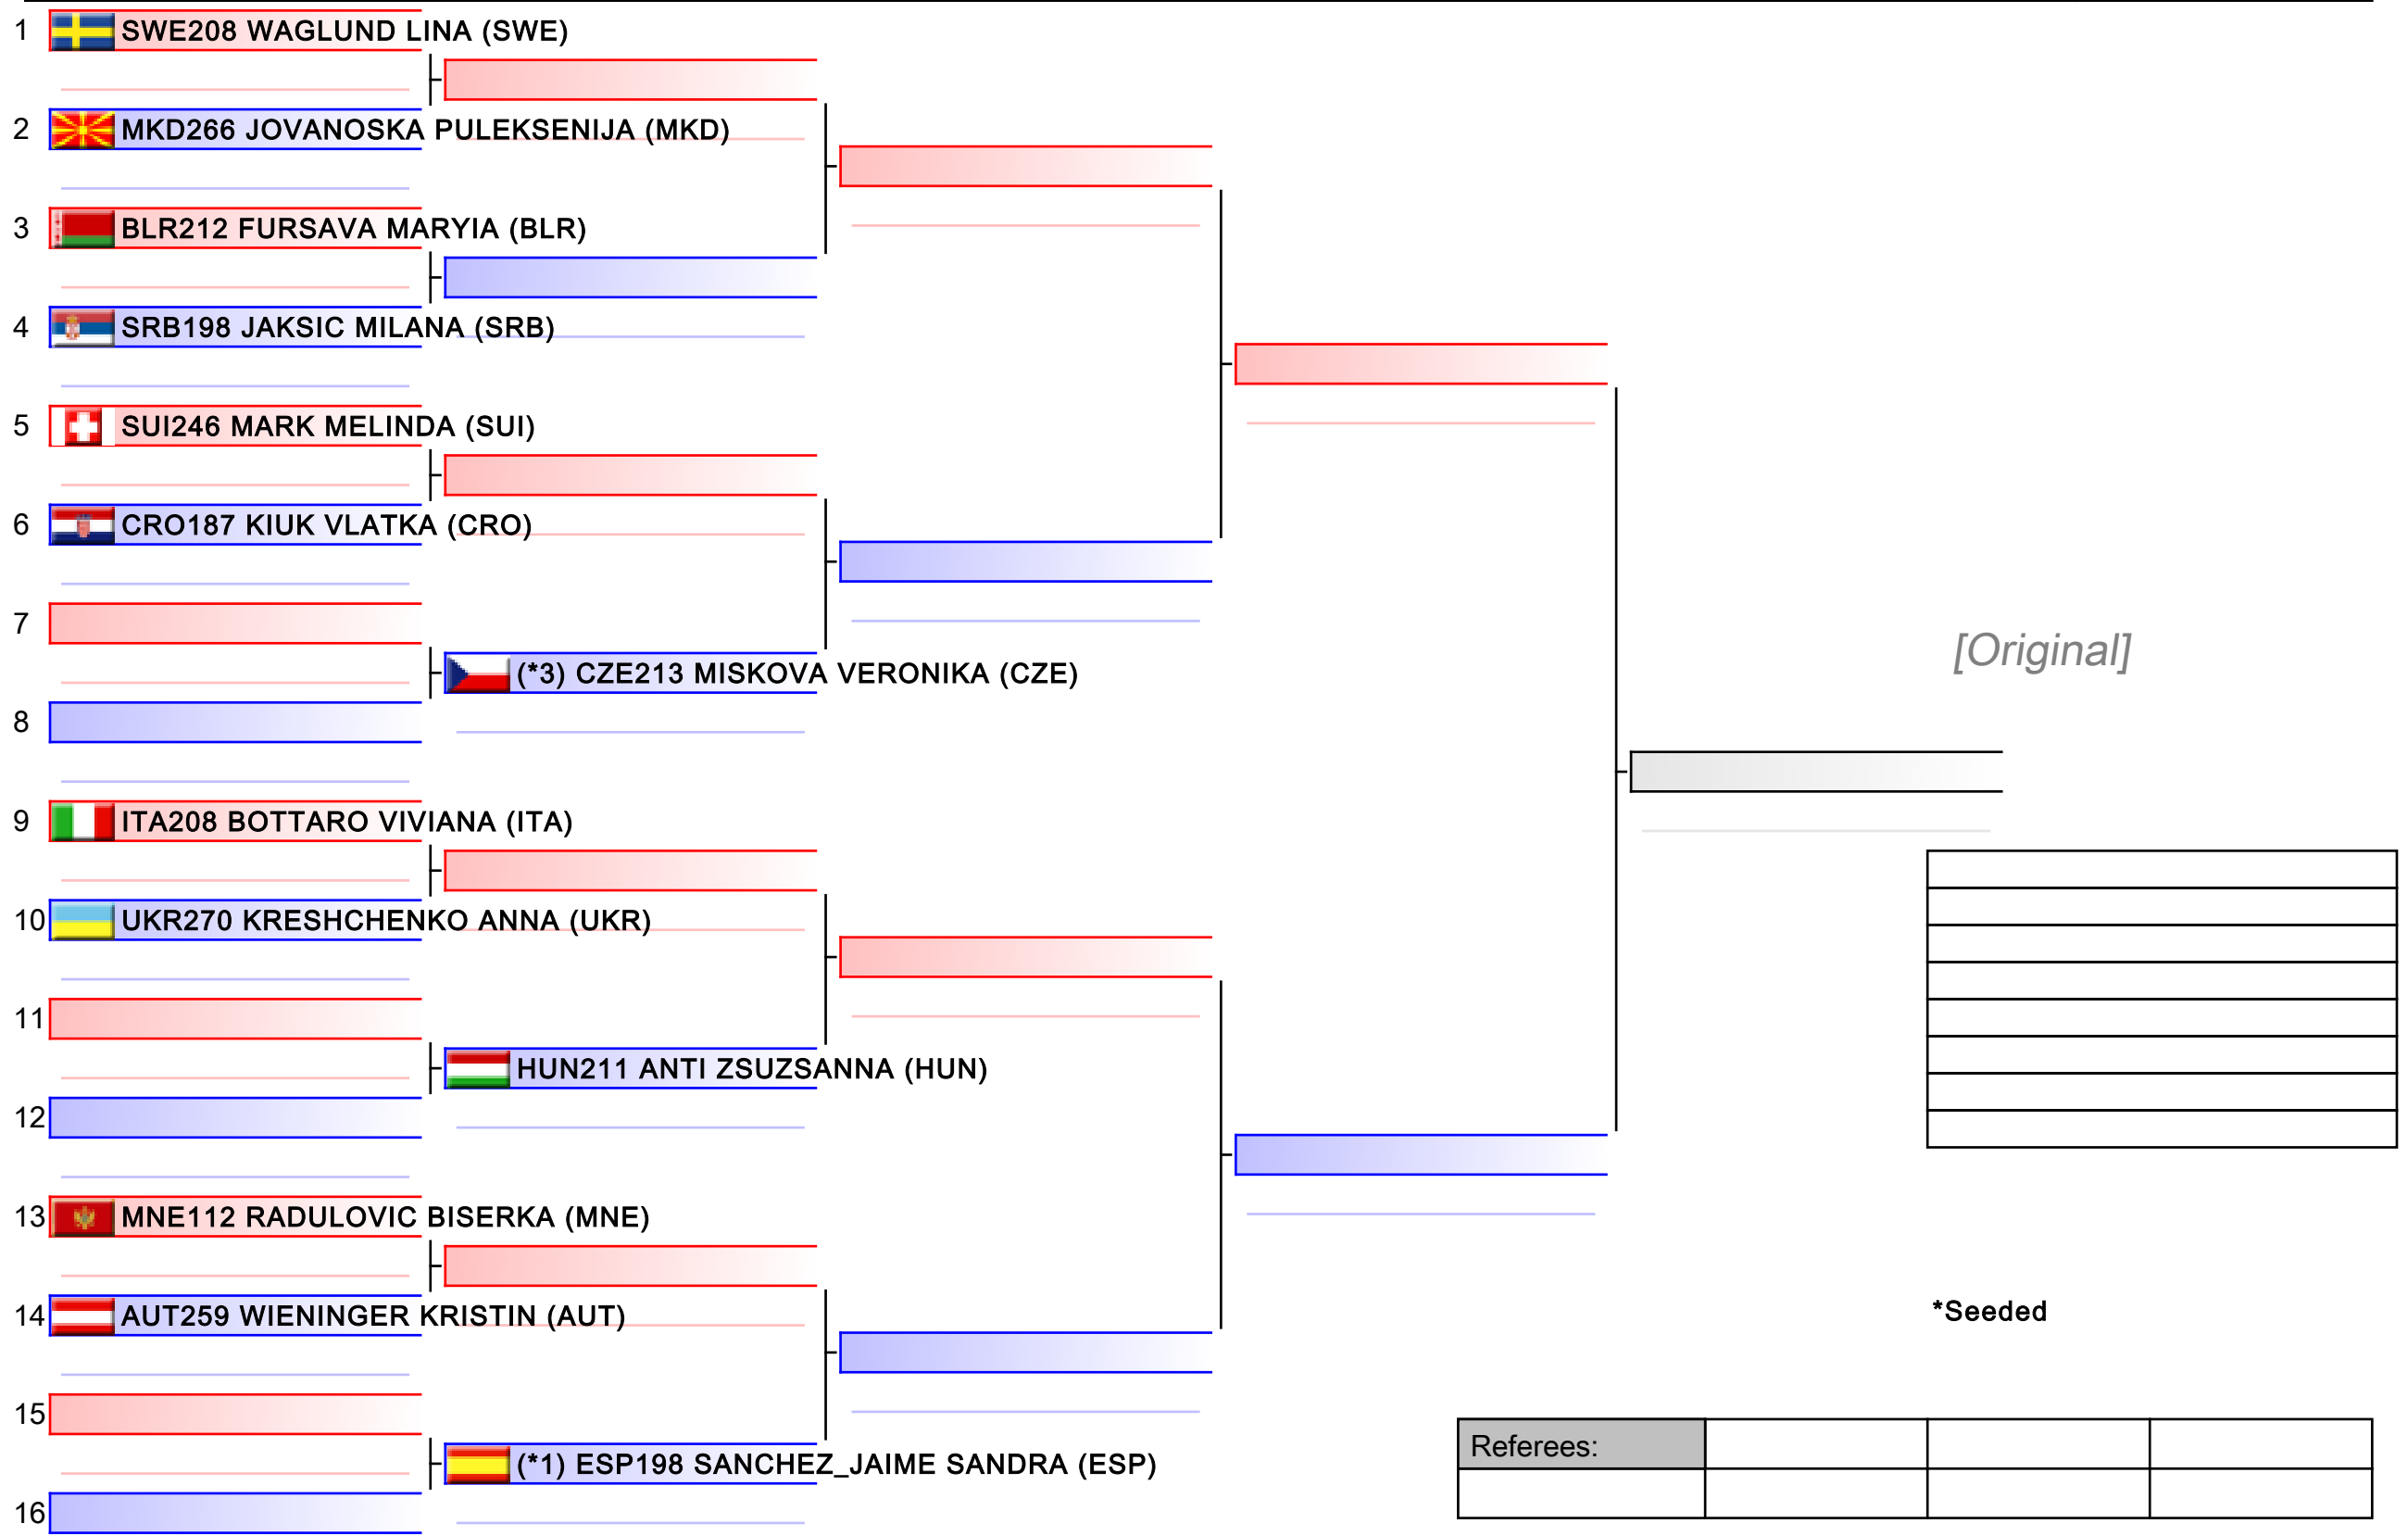 1 SWE208 WAGLUND LINA (SWE)
2 MKD266 JOVANOSKA PULEKSENIJA (MKD)
3 BLR212 FURSAVA MARYIA (BLR)
4 SRB198 JAKSIC MILANA (SRB)
5 SUI246 MARK MELINDA (SUI)
6 CRO187 KIUK VLATKA (CRO)
7
[Original]
(*3) CZE213 MISKOVA VERONIKA (CZE)
8
9 ITA208 BOTTARO VIVIANA (ITA)
10 UKR270 KRESHCHENKO ANNA (UKR)
11
HUN211 ANTI ZSUZSANNA (HUN)
12
13 MNE112 RADULOVIC BISERKA (MNE)
14 AUT259 WIENINGER KRISTIN (AUT)
*Seeded
15
Referees:
(*1) ESP198 SANCHEZ_JAIME SANDRA (ESP)
16